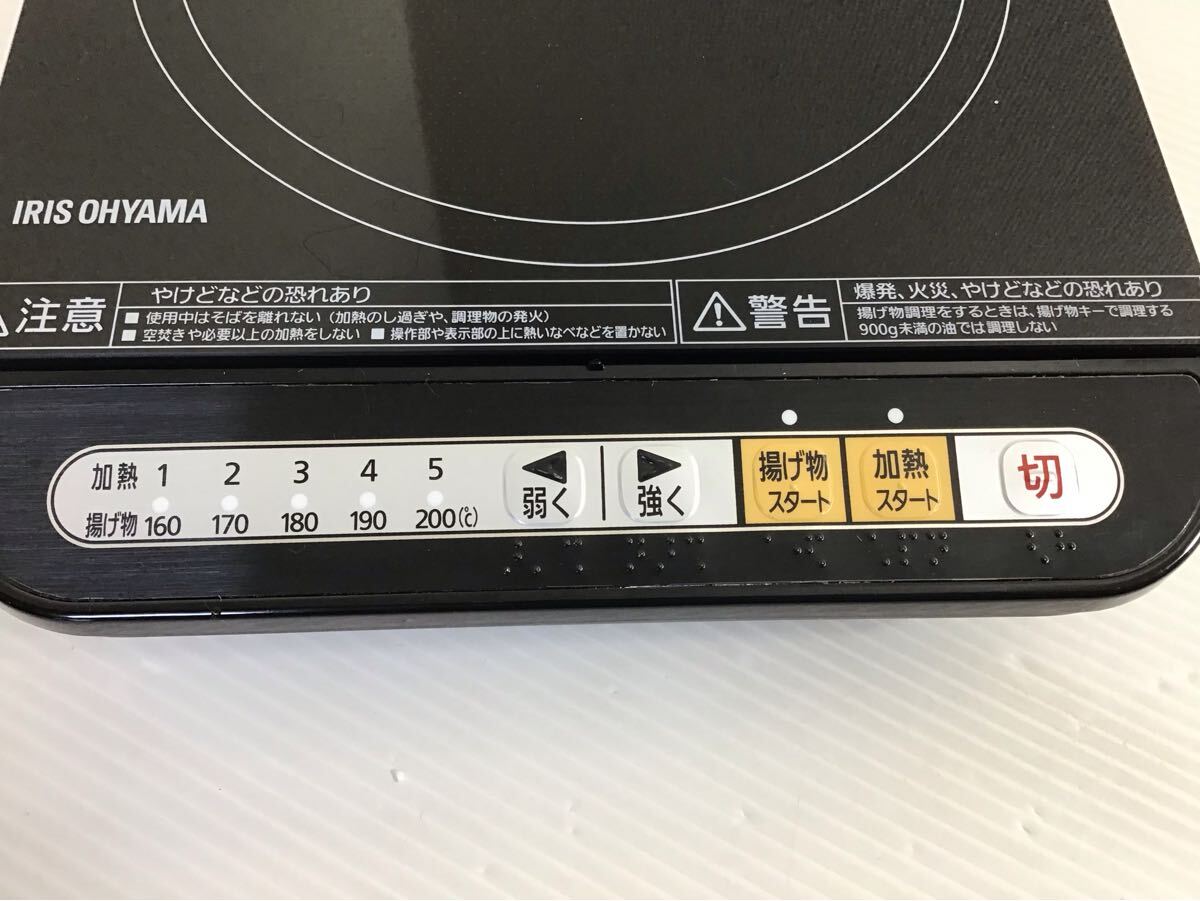 IRIS OHYAMA
注意
やけどなどの恐れあり
■ 使用中はそばを離れない（加熱のし過ぎや、調理物の発火）
■ 空焚きや必要以上の加熱をしない ■ 操作部や表示部の上に熱いなべなどを置かない
警告
爆発、火災、やけどなどの恐れあり
揚げ物調理をするときは、揚げ物キーで調理する
900g未満の油では調理しない
加熱 1 2 3 4 5
揚げ物 160 170 180 190 200(℃)
弱く
強く
揚げ物
スタート
加熱
スタート
切